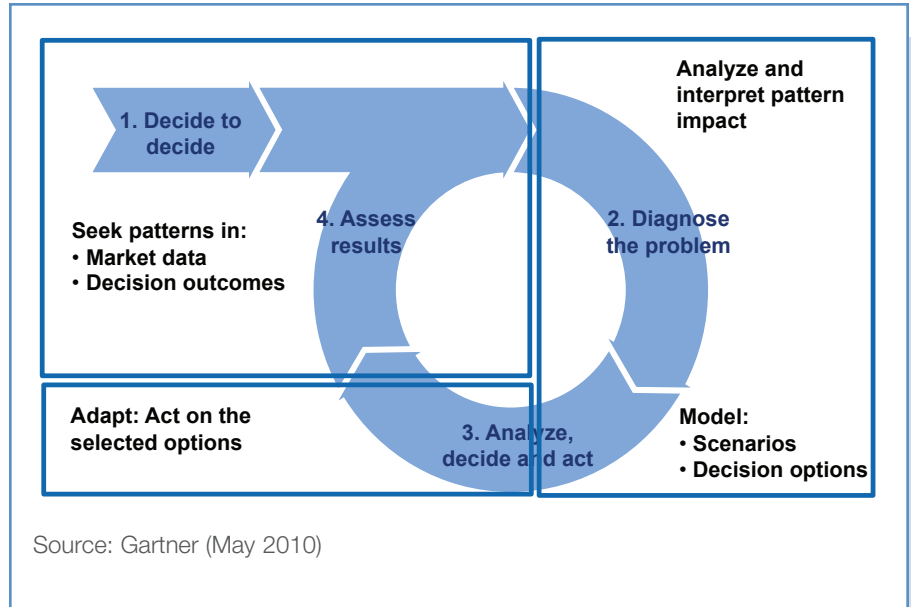 1. Decide to
decide
Seek patterns in:
• Market data
• Decision outcomes
4. Assess
results
Analyze and
interpret pattern
impact
2. Diagnose
the problem
Model:
• Scenarios
• Decision options
3. Analyze,
decide and act
Adapt: Act on the
selected options
Source: Gartner (May 2010)